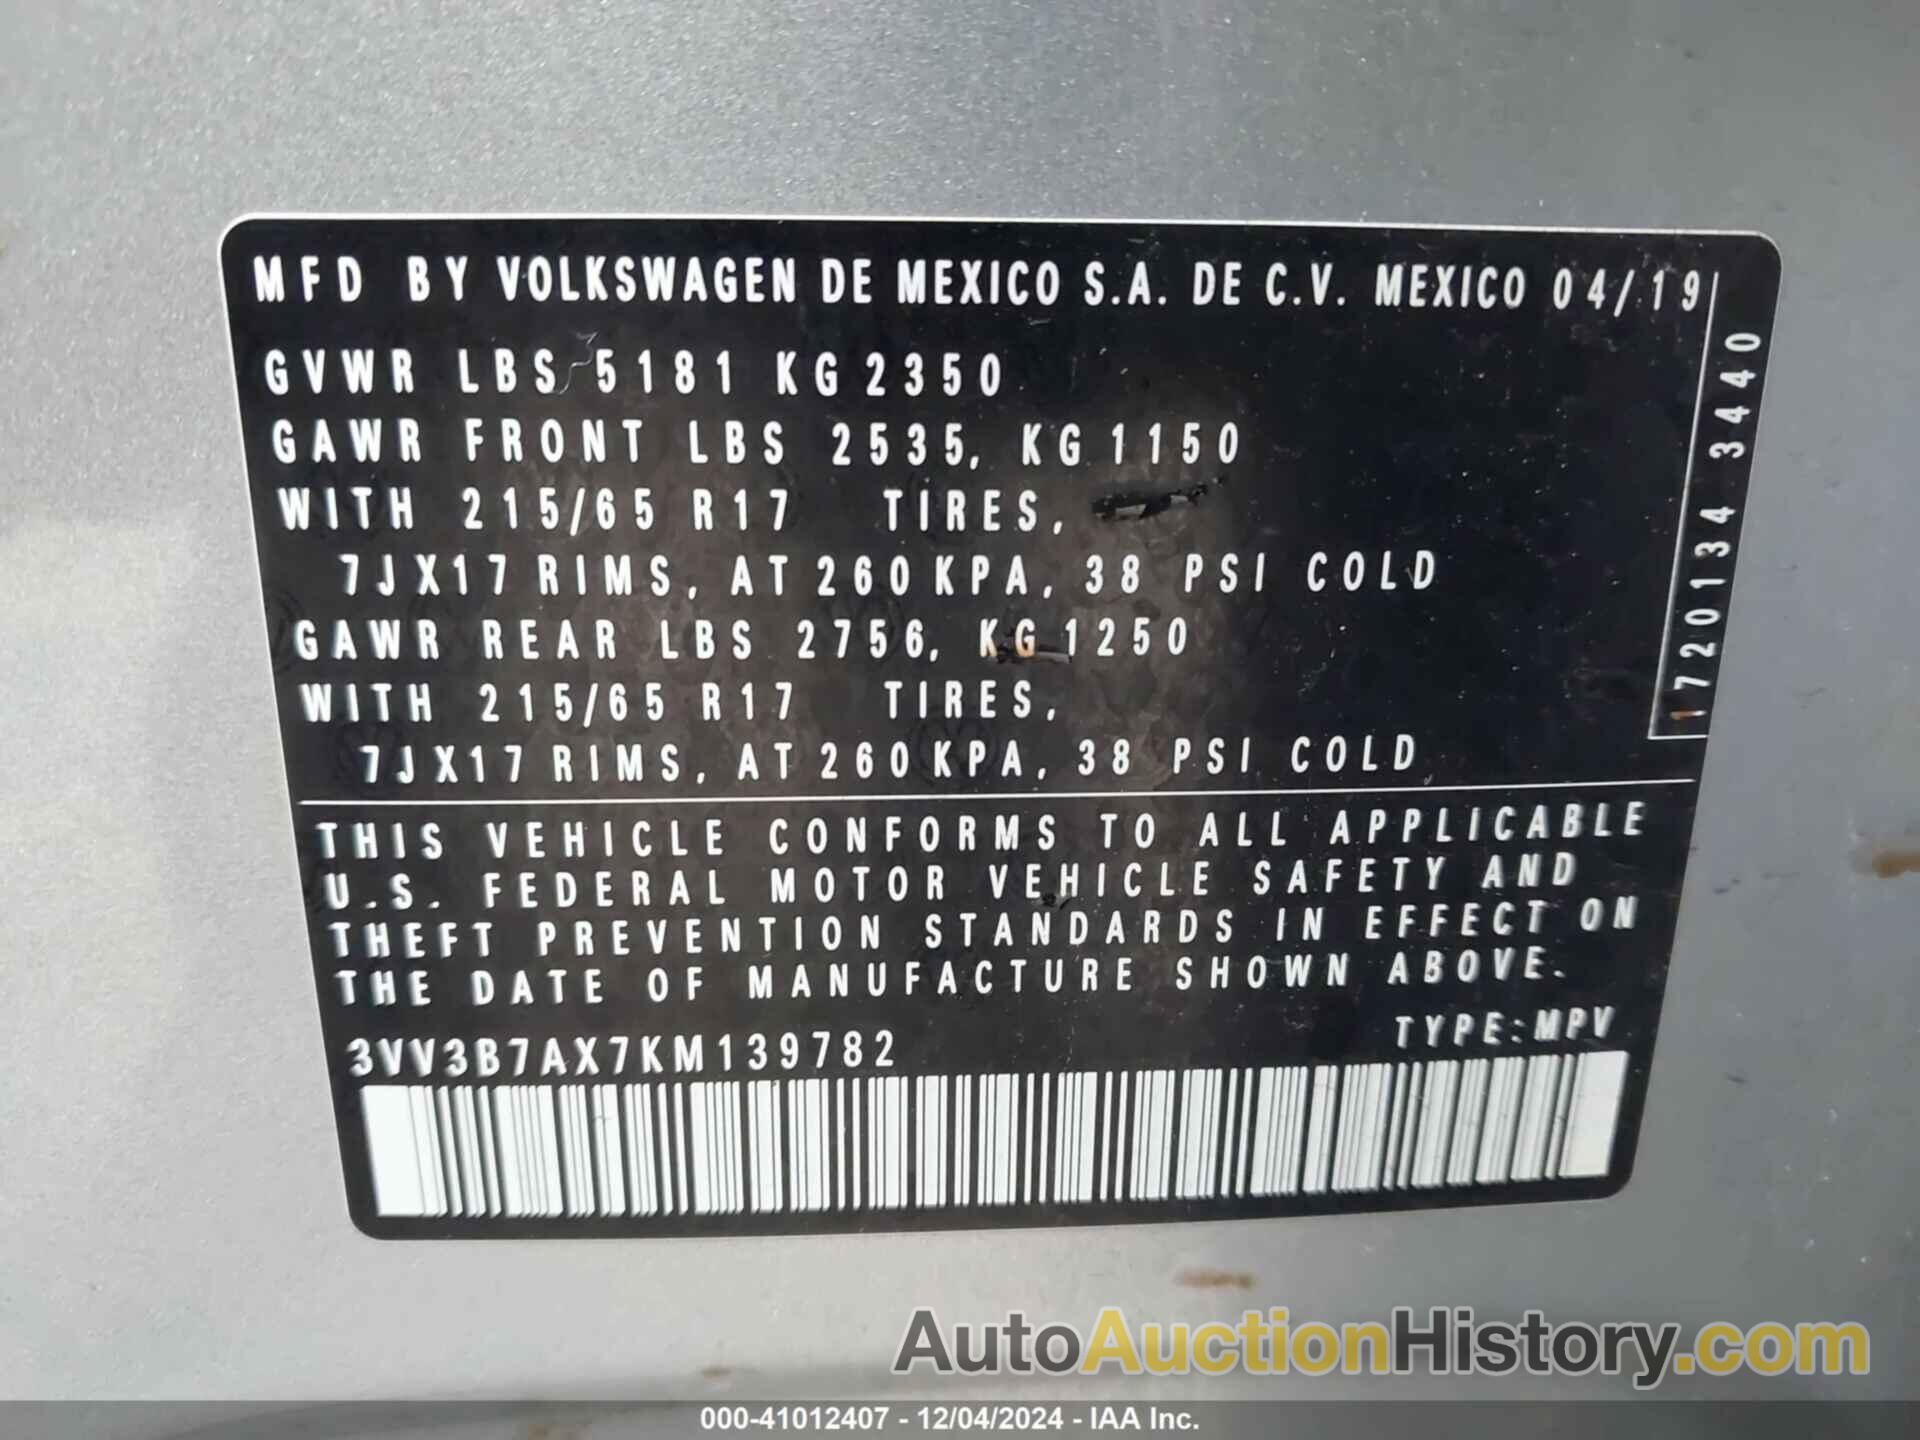 MFD BY VOLKSWAGEN DE MEXICO S.A. DE C.V. MEXICO 04/19
GVWR LBS 5181 KG 2350
GAWR FRONT LBS 2535, KG 1150
WITH 215/65 R17 TIRES,
7JX17 RIMS, AT 260 KPA, 38 PSI COLD
GAWR REAR LBS 2756, KG 1250
WITH 215/65 R17 TIRES,
7JX17 RIMS, AT 260 KPA, 38 PSI COLD
1720134 3440
THIS VEHICLE CONFORMS TO ALL APPLICABLE
U.S. FEDERAL MOTOR VEHICLE SAFETY AND
THEFT PREVENTION STANDARDS IN EFFECT ON
THE DATE OF MANUFACTURE SHOWN ABOVE.
3VV3B7AX7KM139782 TYPE: MPV
AutoAuctionHistory.com
000-41012407 - 12/04/2024 - IAA Inc.